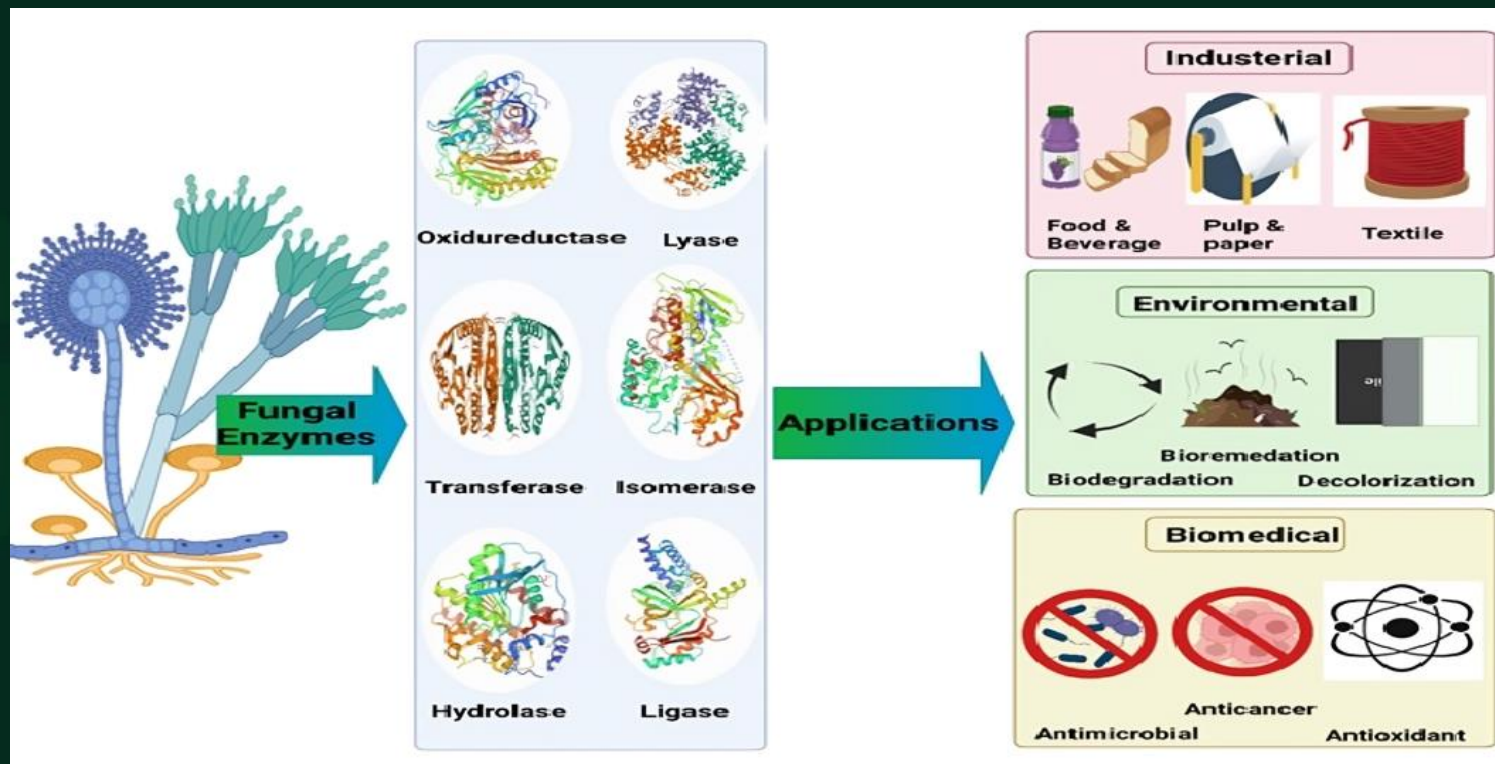 Fungal
Enzymes
Oxidureductase
Lyase
Transferase
Isomerase
Hydrolase
Ligase
Applications
Industerial
Food &
Beverage
Pulp &
paper
Textile
Environmental
Bioremedation
Biodegradation
Decolorization
Biomedical
Anticancer
Antimicrobial
Antioxidant